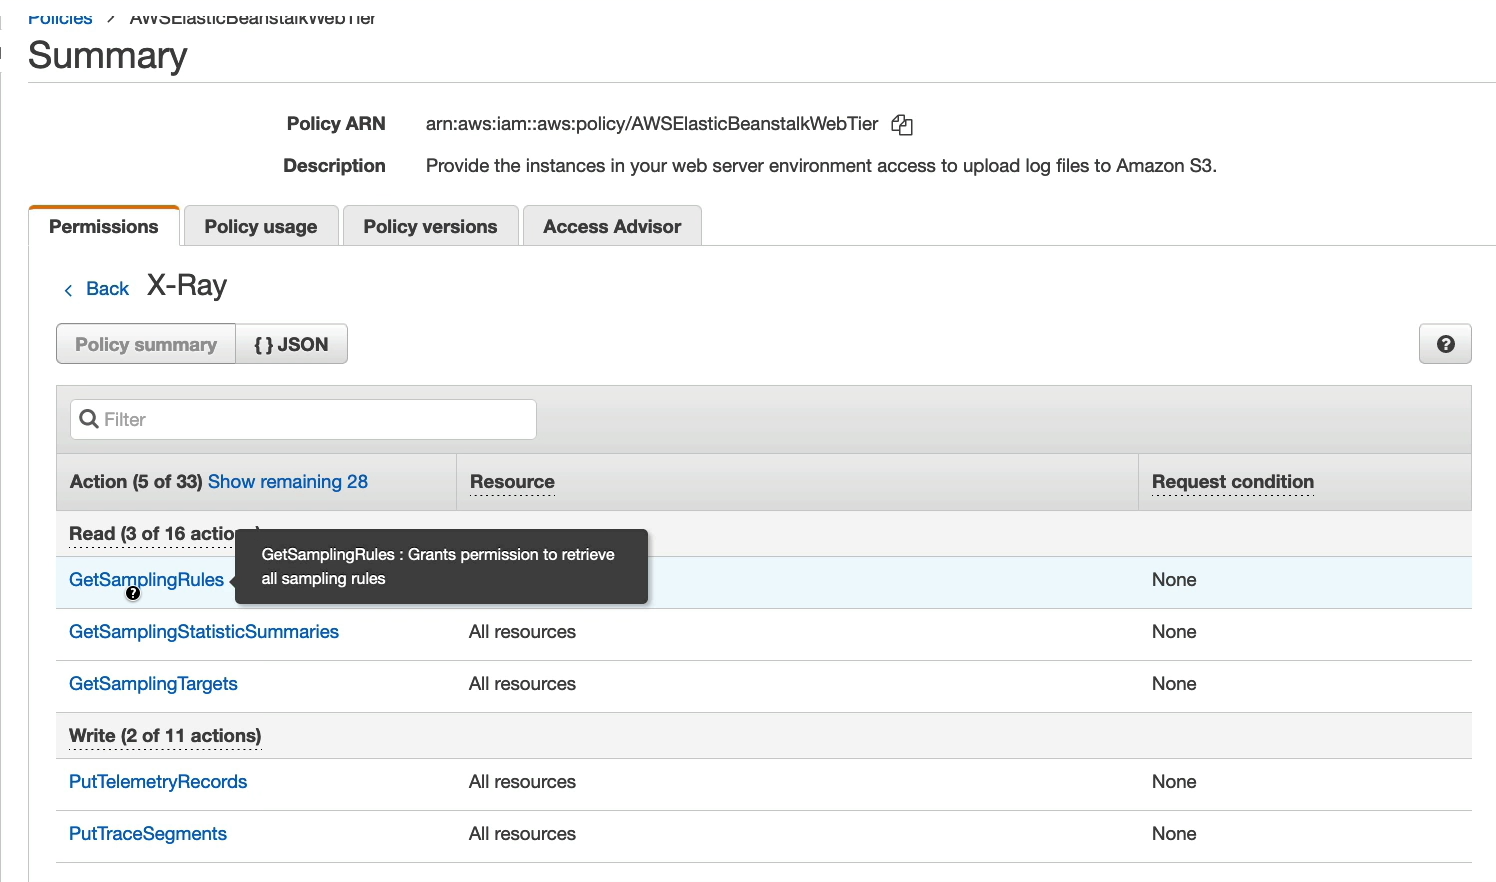 Policies / AWSElasticBeanstalkWebTier
Summary
Policy ARN arn:aws:iam::aws:policy/AWSElasticBeanstalkWebTier
Description Provide the instances in your web server environment access to upload log files to Amazon S3.
Permissions Policy usage Policy versions Access Advisor
Back X-Ray
Policy summary { } JSON
Filter
Action (5 of 33) Show remaining 28 Resource Request condition
Read (3 of 16 actio
GetSamplingRules : Grants permission to retrieve
all sampling rules
GetSamplingRules None
GetSamplingStatisticSummaries All resources None
GetSamplingTargets All resources None
Write (2 of 11 actions)
PutTelemetryRecords All resources None
PutTraceSegments All resources None